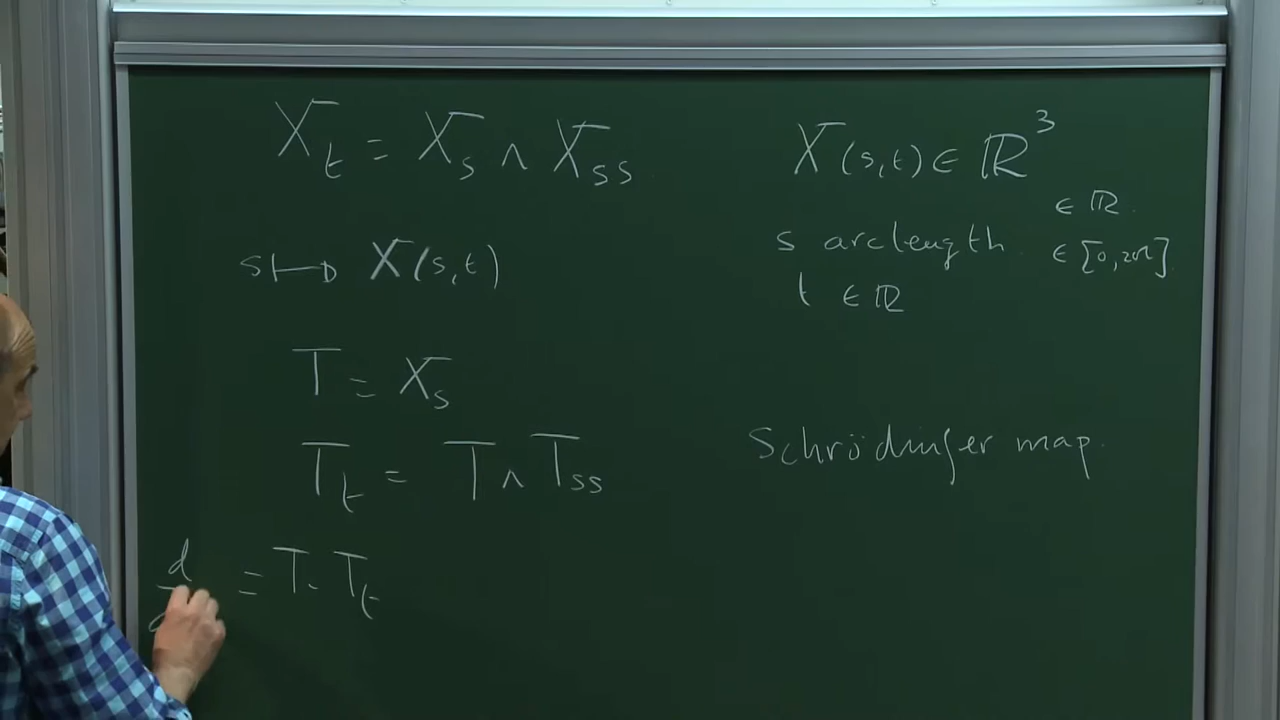 X_t = X_s ∧ X_ss
X(s,t) ∈ ℝ³
s ↦ X(s,t)
s arclength ∈ ℝ.
∈ [0,2π]
t ∈ ℝ
T = X_s
T_t = T ∧ T_ss
Schrödinger map.
d = T. T_t